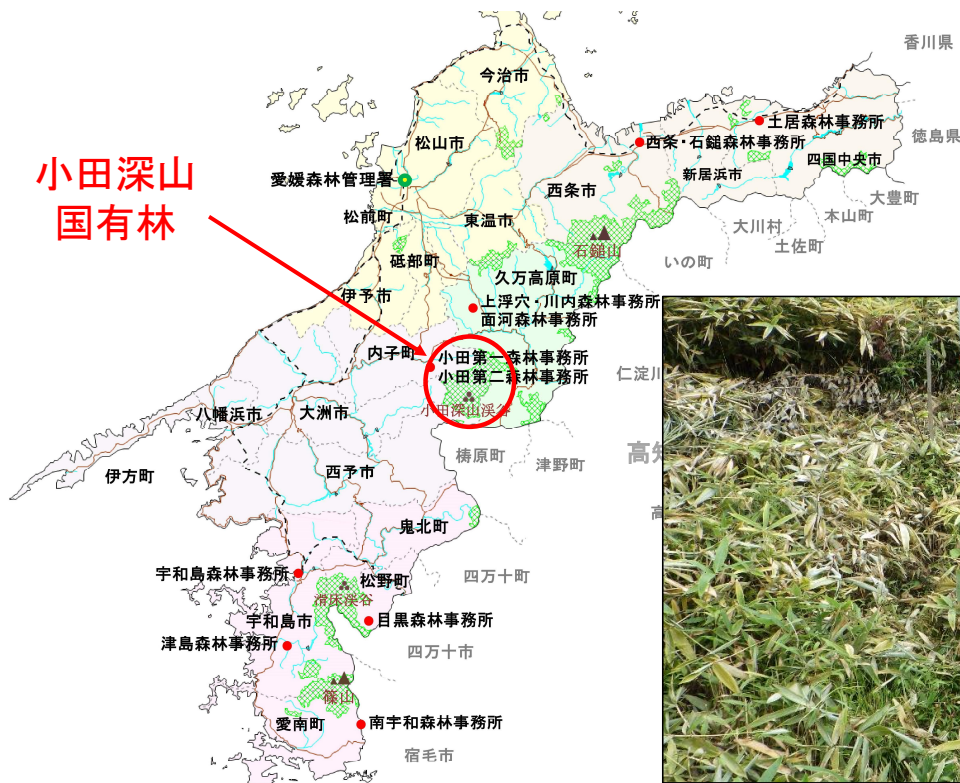 香川県
今治市
土居森林事務所
徳島県
松山市
西条・石鎚森林事務所
小田深山
国有林
四国中央市
新居浜市
愛媛森林管理署
西条市
大豊町
松前町
本山町
東温市
大川村
土佐町
石鎚山
砥部町
いの町
久万高原町
伊予市
上浮穴・川内森林事務所
面河森林事務所
内子町
小田第一森林事務所
小田第二森林事務所
仁淀川
小田深山渓谷
八幡浜市
大洲市
梼原町
津野町
高知
伊方町
西予市
高
鬼北町
宇和島森林事務所
松野町
四万十町
滑床渓谷
宇和島市
目黒森林事務所
津島森林事務所
四万十市
篠山
愛南町
南宇和森林事務所
宿毛市